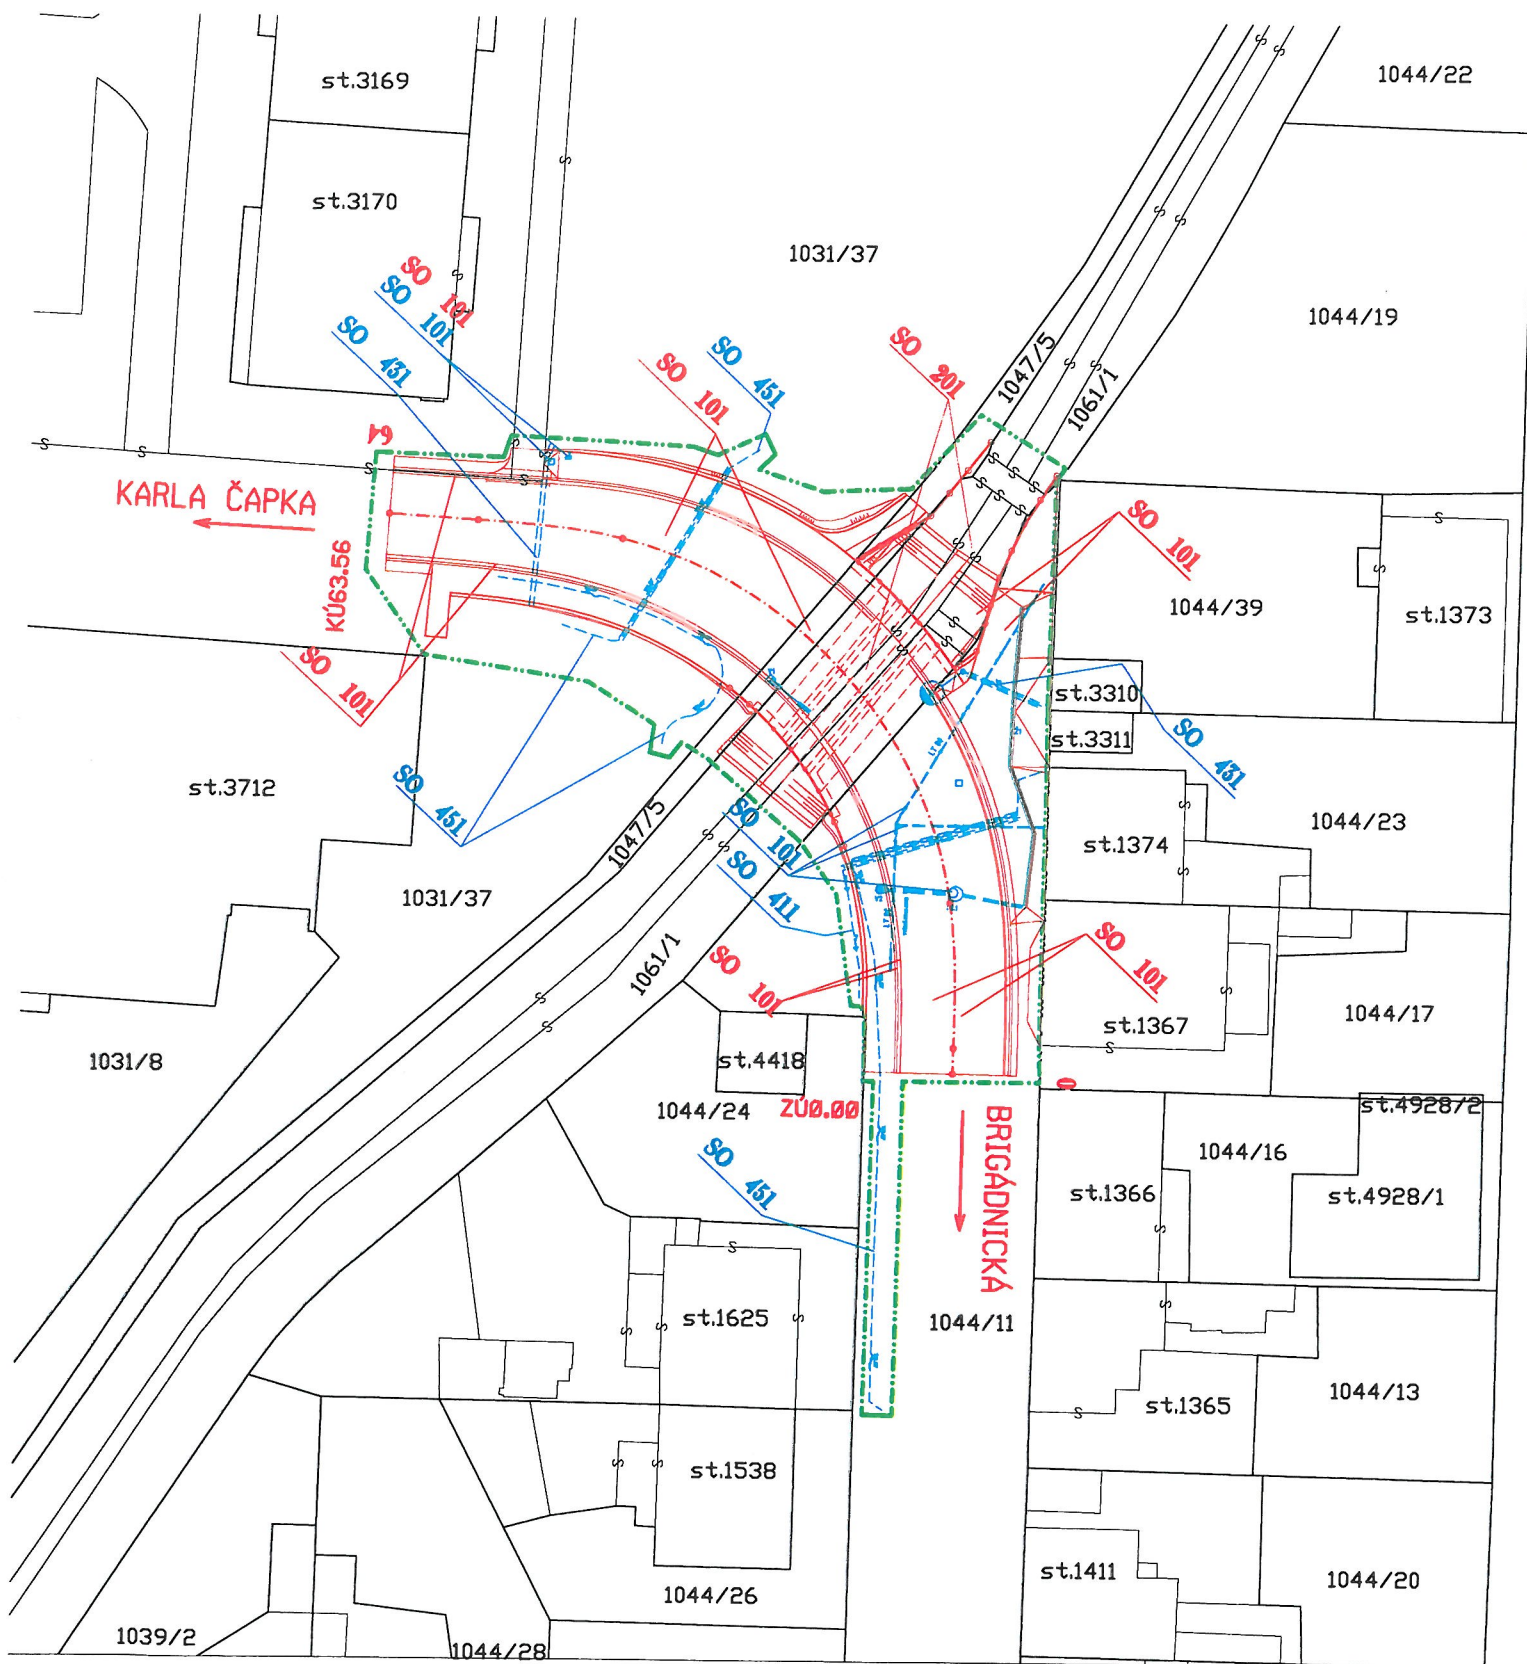 st.3169
1044/22
st.3170
1031/37
SO 101
SO 101
SO 431
SO 101
SO 451
SO 201
1047/5
1061/1
1044/19
64
KARLA ČAPKA
KÚ63.56
SO 101
SO 101
1044/39
st.1373
st.3310
st.3311
SO 431
st.3712
SO 451
1047/5
SO 101
SO 411
st.1374
1044/23
1031/37
1061/1
SO 101
SO 101
st.1367
1044/17
1031/8
st.4418
1044/24
ZÚ0.00
0
BRIGÁDNICKÁ
st.4928/2
1044/16
SO 451
st.1366
st.4928/1
st.1625
1044/11
1044/13
st.1365
st.1538
st.1411
1044/20
1044/26
1039/2
1044/28